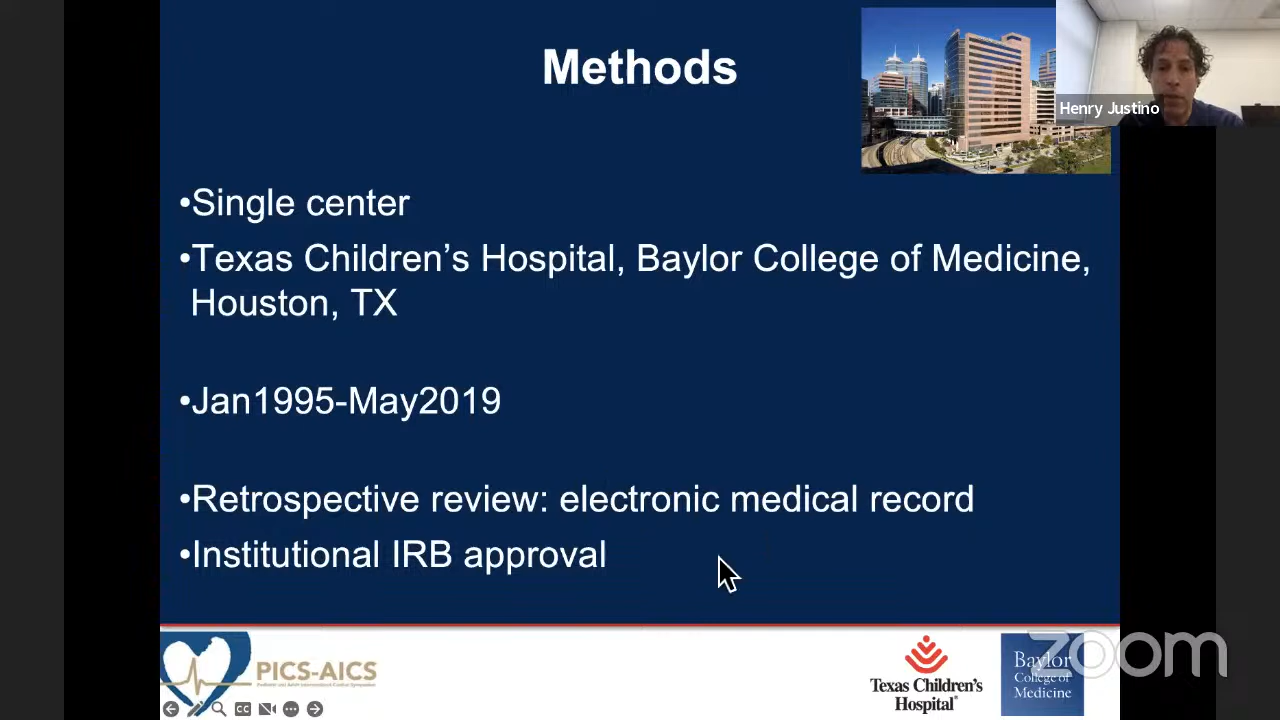 Methods
Henry Justino
•Single center
•Texas Children's Hospital, Baylor College of Medicine,
Houston, TX
•Jan1995-May2019
•Retrospective review: electronic medical record
•Institutional IRB approval
PICS-AICS
Texas Children's
Hospital
Baylor
College of
Medicine
zoom
CC